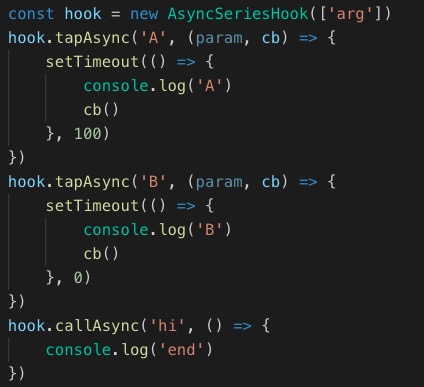 const hook = new AsyncSeriesHook(['arg'])
hook.tapAsync('A', (param, cb) => {
    setTimeout(() => {
        console.log('A')
        cb()
    }, 100)
})
hook.tapAsync('B', (param, cb) => {
    setTimeout(() => {
        console.log('B')
        cb()
    }, 0)
})
hook.callAsync('hi', () => {
    console.log('end')
})